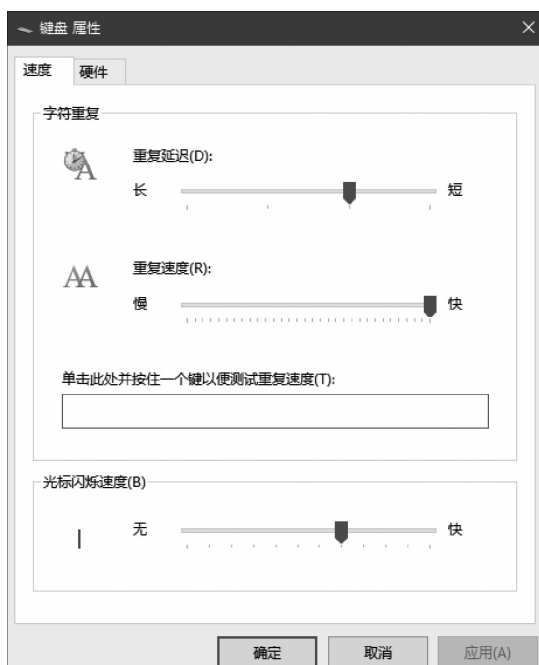 键盘 属性
速度
硬件
字符重复
重复延迟(D):
长
短
重复速度(R):
慢
快
单击此处并按住一个键以便测试重复速度(T):
光标闪烁速度(B)
无
快
确定
取消
应用(A)